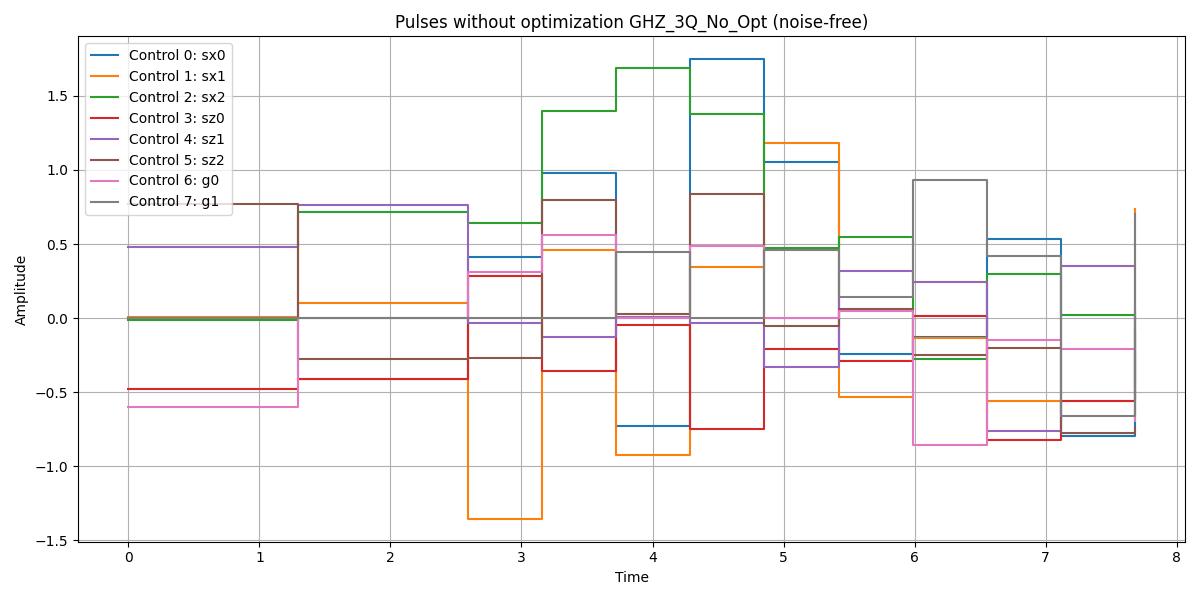 Pulses without optimization GHZ_3Q_No_Opt (noise-free)
Control 0: sx0
Control 1: sx1
Control 2: sx2
Control 3: sz0
Control 4: sz1
Control 5: sz2
Control 6: g0
Control 7: g1
Amplitude
1.5
1.0
0.5
0.0
−0.5
−1.0
−1.5
0 1 2 3 4 5 6 7 8
Time